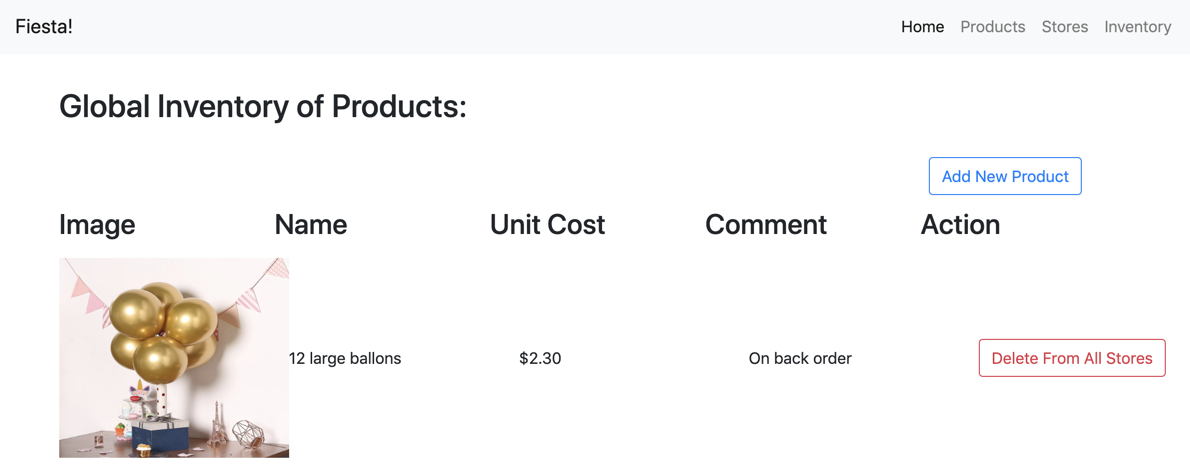 Fiesta!
Home Products Stores Inventory
Global Inventory of Products:
Add New Product
Image Name Unit Cost Comment Action
12 large ballons $2.30 On back order Delete From All Stores